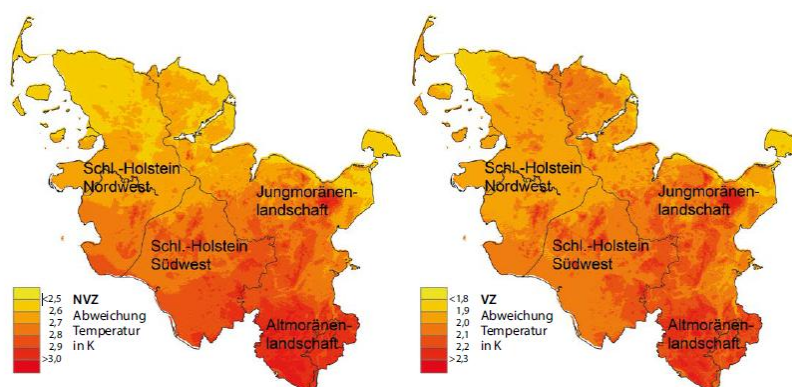 Schl.-Holstein
Nordwest
Jungmoränen-
landschaft
Schl.-Holstein
Südwest
Altmoränen-
landschaft
<2,5 NVZ
2,6 Abweichung
2,7 Temperatur
2,8 in K
2,9
>3,0
Schl.-Holstein
Nordwest
Jungmoränen-
landschaft
Schl.-Holstein
Südwest
Altmoränen-
landschaft
<1,8 VZ
1,9 Abweichung
2,0 Temperatur
2,1 in K
2,2
>2,3